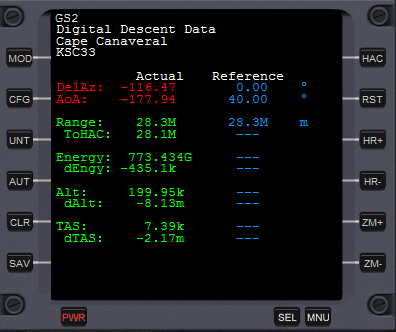 GS2
Digital Descent Data
Cape Canaveral
KSC33
Actual Reference
DelAz: -116.47 0.00 °
AoA: -177.94 40.00 °
Range: 28.3M 28.3M m
ToHAC: 28.1M ---
Energy: 773.434G ---
dEngy: -435.1k ---
Alt: 199.95k ---
dAlt: -8.13m ---
TAS: 7.39k ---
dTAS: -2.17m ---
MOD
CFG
UNT
AUT
CLR
SAV
HAC
RST
HR+
HR-
ZM+
ZM-
PWR SEL MNU